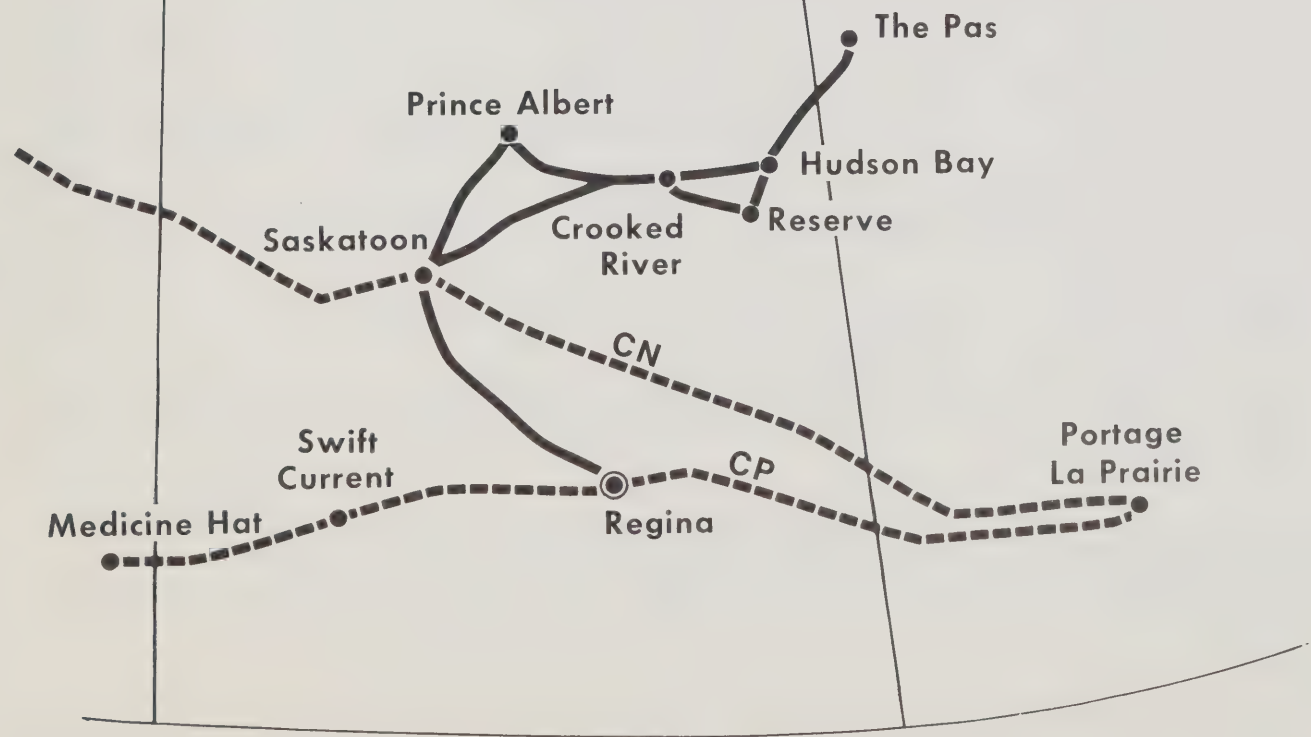 The Pas
Prince Albert
Hudson Bay
Reserve
Crooked
River
Saskatoon
CN
Swift
Current
CP
Portage
La Prairie
Medicine Hat
Regina